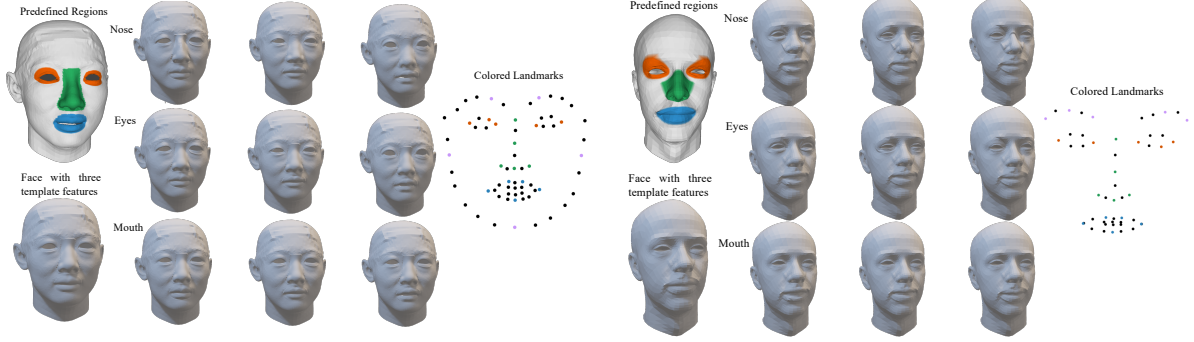 Predefined Regions
Nose
Eyes
Face with three
template features
Mouth
Colored Landmarks
Predefined regions
Nose
Eyes
Face with three
template features
Mouth
Colored Landmarks